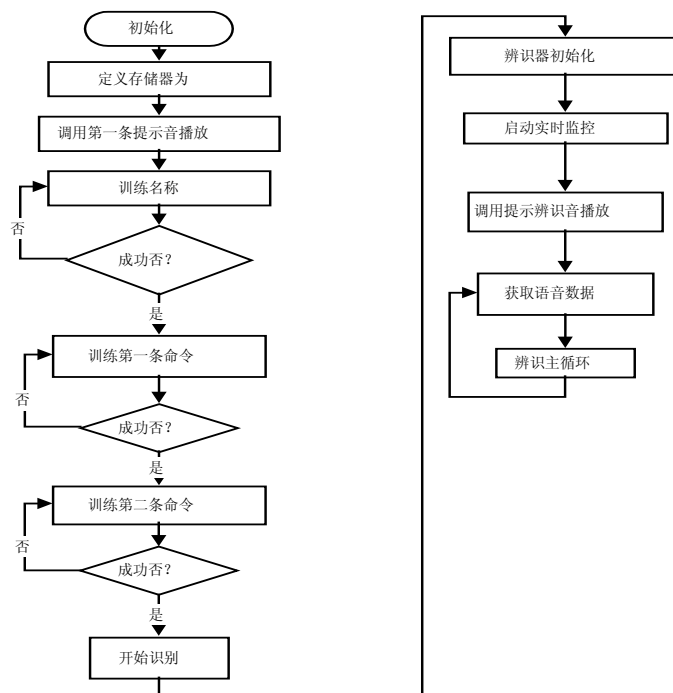 初始化
定义存储器为
调用第一条提示音播放
训练名称
否
成功否？
是
训练第一条命令
否
成功否？
是
训练第二条命令
否
成功否？
是
开始识别
辨识器初始化
启动实时监控
调用提示辨识音播放
获取语音数据
辨识主循环